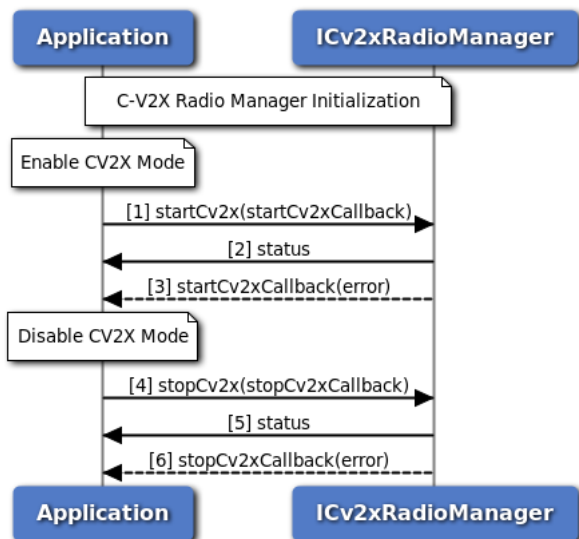 Application
ICv2xRadioManager
C-V2X Radio Manager Initialization
Enable CV2X Mode
[1] startCv2x(startCv2xCallback)
[2] status
[3] startCv2xCallback(error)
Disable CV2X Mode
[4] stopCv2x(stopCv2xCallback)
[5] status
[6] stopCv2xCallback(error)
Application
ICv2xRadioManager